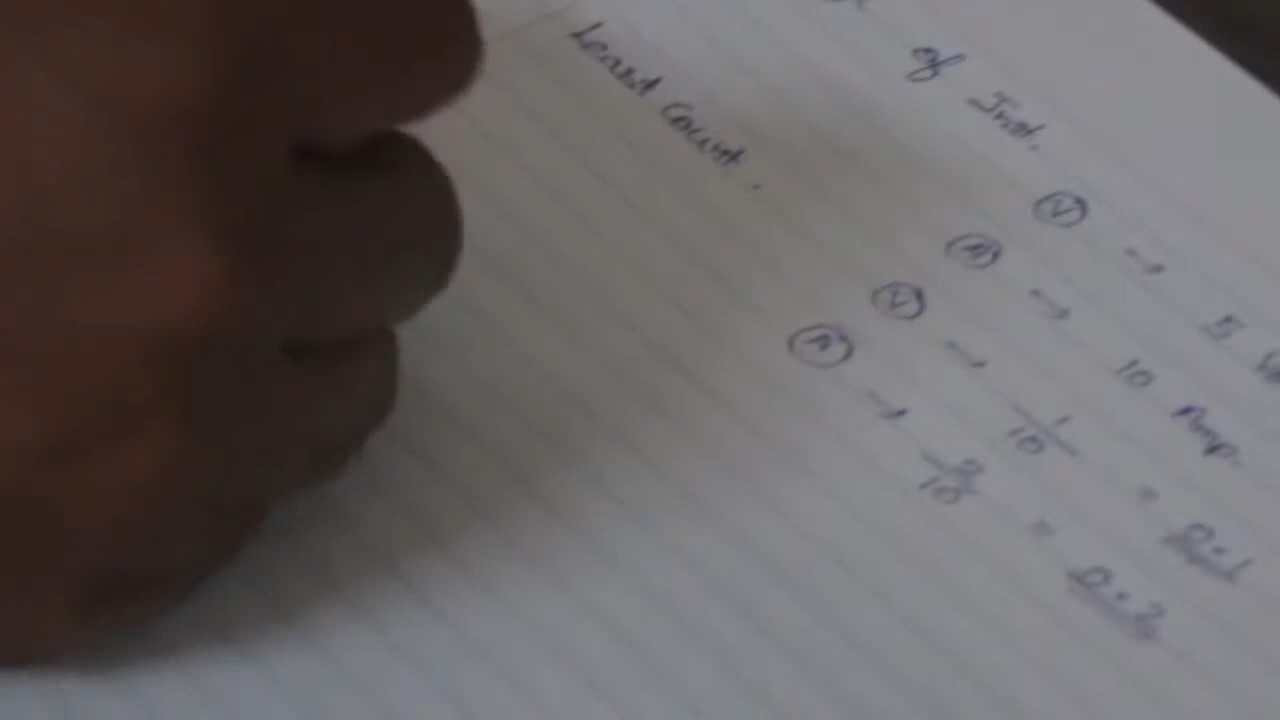 of Inst.
Ⓥ → 5
Ⓐ → 10 Amp.
Least Count.
Ⓥ → 1/10 = 0.1
Ⓐ → 2/10 = 0.2